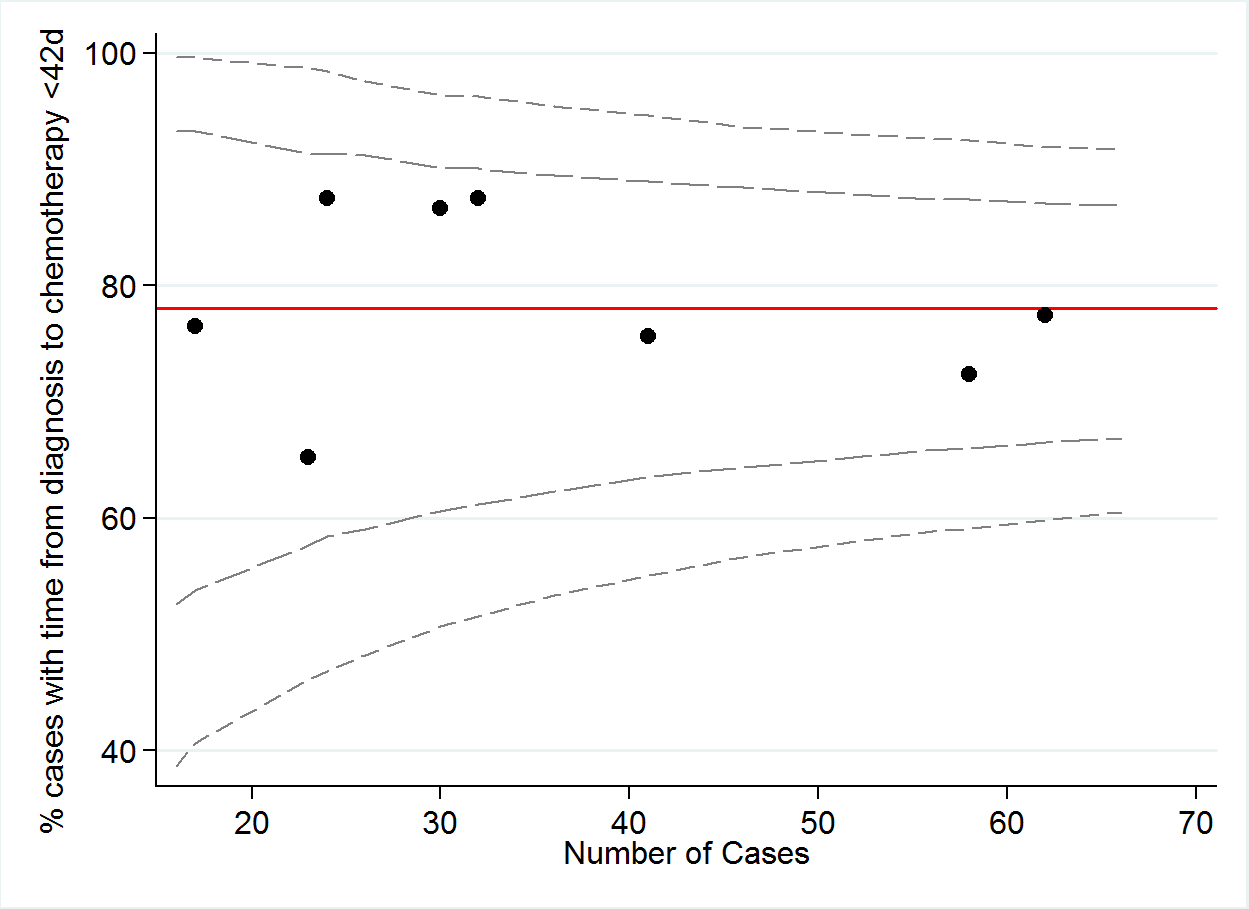 % cases with time from diagnosis to chemotherapy <42d
100
80
60
40
20 30 40 50 60 70
Number of Cases